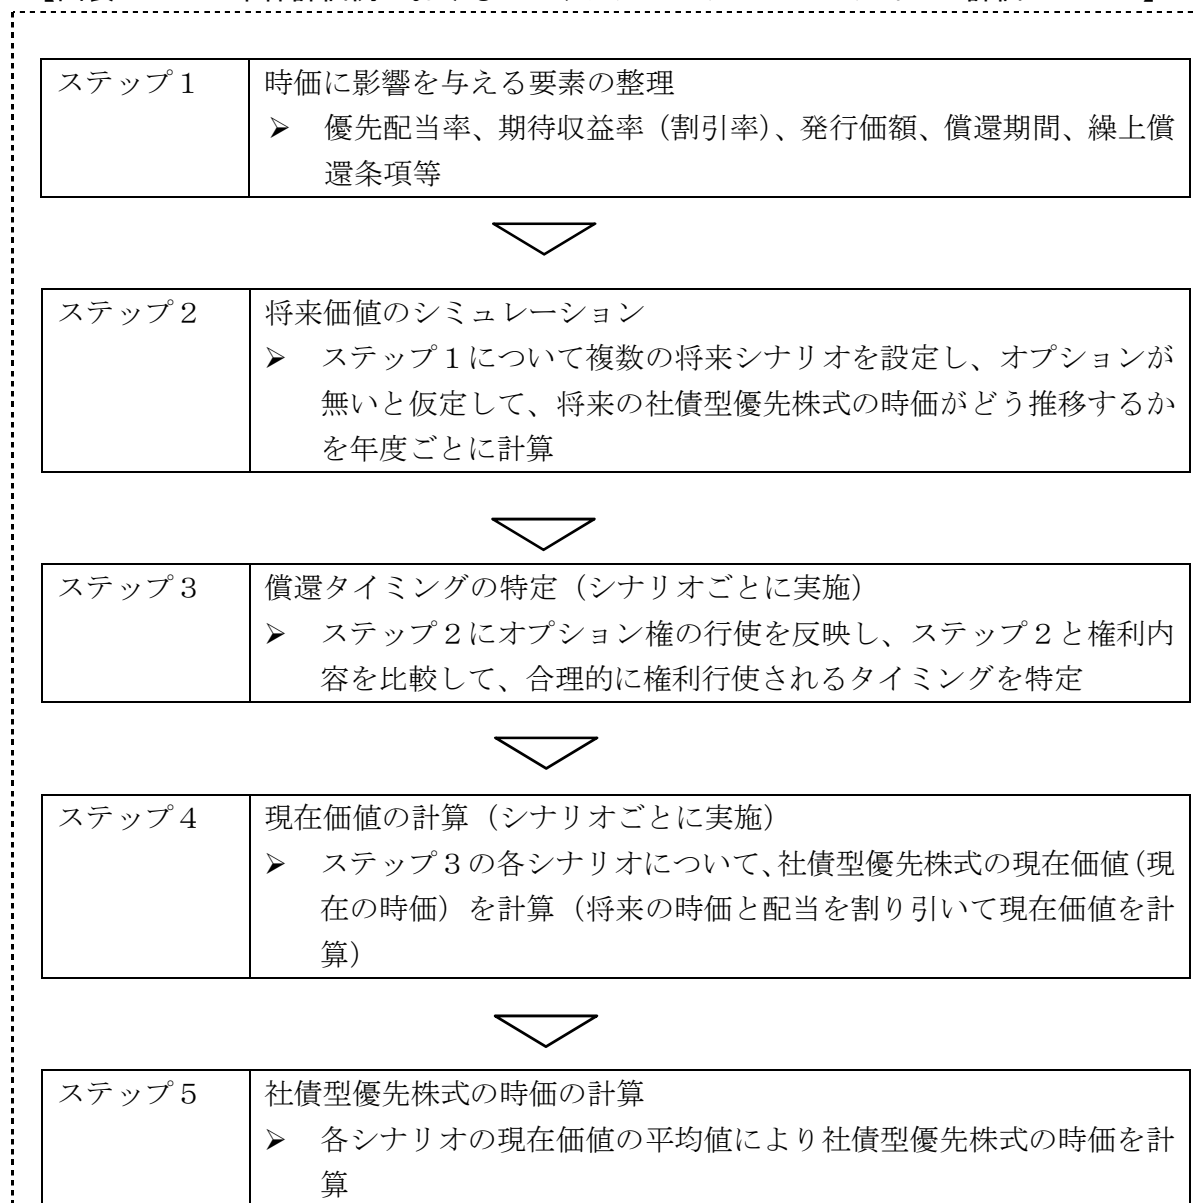 ステップ１
時価に影響を与える要素の整理
➢ 優先配当率、期待収益率（割引率）、発行価額、償還期間、繰上償
還条項等
ステップ２
将来価値のシミュレーション
➢ ステップ１について複数の将来シナリオを設定し、オプションが
無いと仮定して、将来の社債型優先株式の時価がどう推移するか
を年度ごとに計算
ステップ３
償還タイミングの特定（シナリオごとに実施）
➢ ステップ２にオプション権の行使を反映し、ステップ２と権利内
容を比較して、合理的に権利行使されるタイミングを特定
ステップ４
現在価値の計算（シナリオごとに実施）
➢ ステップ３の各シナリオについて、社債型優先株式の現在価値（現
在の時価）を計算（将来の時価と配当を割り引いて現在価値を計
算）
ステップ５
社債型優先株式の時価の計算
➢ 各シナリオの現在価値の平均値により社債型優先株式の時価を計
算